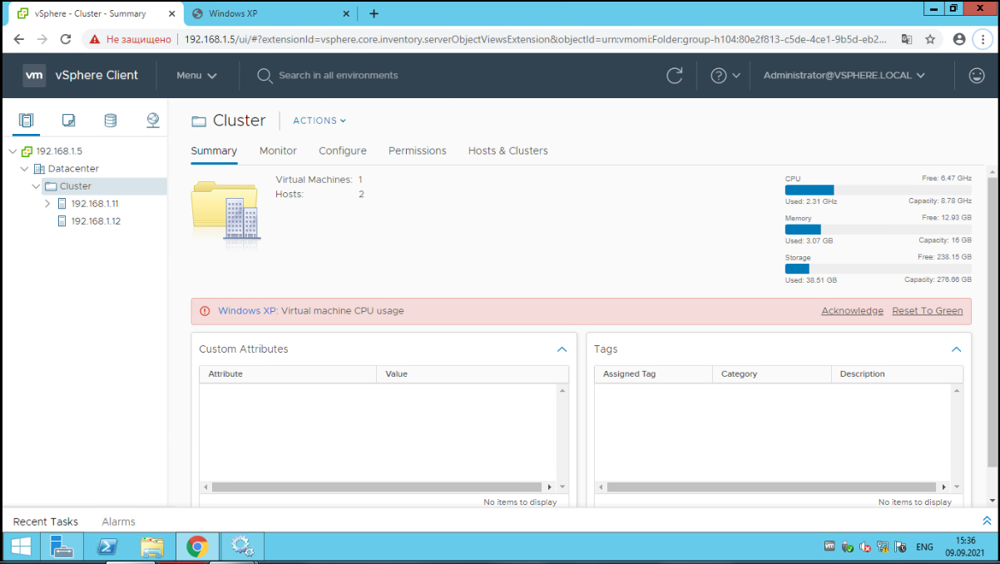 vSphere - Cluster - Summary
Windows XP
Не защищено
192.168.1.5/ui/#?extensionId=vsphere.core.inventory.serverObjectViewsExtension&objectId=urn:vmomi:Folder:group-h104:80e2f813-c5de-4ce1-9b5d-eb2...
vm vSphere Client
Menu
Search in all environments
Administrator@VSPHERE.LOCAL
192.168.1.5
Datacenter
Cluster
192.168.1.11
192.168.1.12
Cluster
ACTIONS
Summary Monitor Configure Permissions Hosts & Clusters
Virtual Machines: 1
Hosts: 2
CPU Free: 6.47 GHz
Used: 2.31 GHz Capacity: 8.78 GHz
Memory Free: 12.93 GB
Used: 3.07 GB Capacity: 16 GB
Storage Free: 238.15 GB
Used: 38.51 GB Capacity: 276.66 GB
Windows XP: Virtual machine CPU usage Acknowledge Reset To Green
Custom Attributes
Attribute Value
No items to display
Tags
Assigned Tag Category Description
No items to display
Recent Tasks Alarms
vm
ENG
15:36
09.09.2021